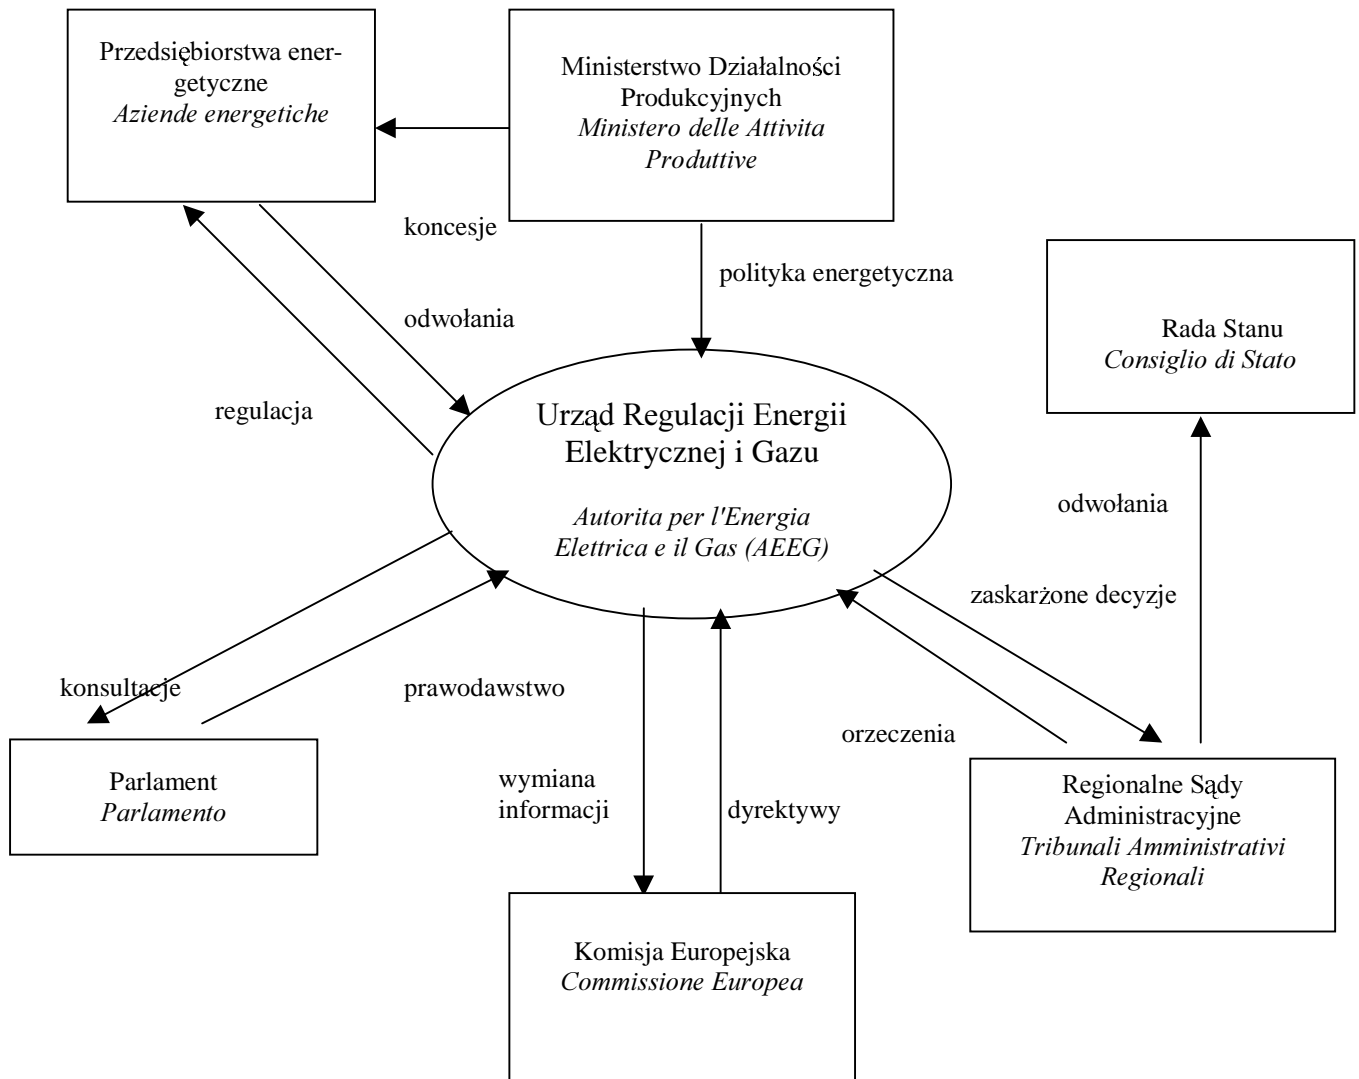 Przedsiębiorstwa ener-
getyczne
Aziende energetiche
Ministerstwo Działalności
Produkcyjnych
Ministero delle Attivita
Produttive
koncesje
polityka energetyczna
odwołania
regulacja
Rada Stanu
Consiglio di Stato
Urząd Regulacji Energii
Elektrycznej i Gazu
Autorita per l'Energia
Elettrica e il Gas (AEEG)
odwołania
zaskarżone decyzje
konsultacje
prawodawstwo
orzeczenia
wymiana
informacji
dyrektywy
Parlament
Parlamento
Regionalne Sądy
Administracyjne
Tribunali Amministrativi
Regionali
Komisja Europejska
Commissione Europea